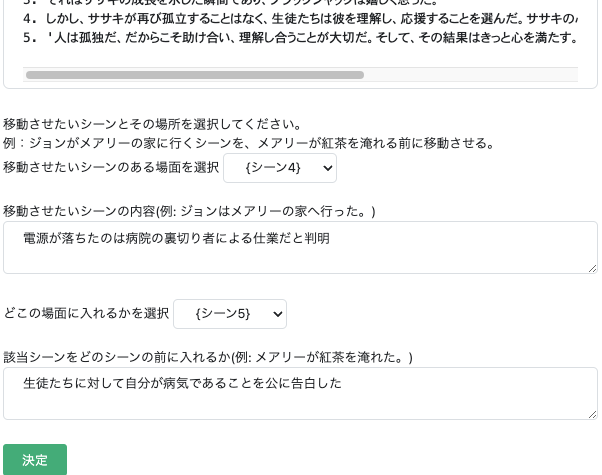 4. しかし、ササキが再び孤立することはなく、生徒たちは彼を理解し、応援することを選んだ。ササキの
5. '人は孤独だ、だからこそ助け合い、理解し合うことが大切だ。そして、その結果はきっと心を満たす。
移動させたいシーンとその場所を選択してください。
例：ジョンがメアリーの家に行くシーンを、メアリーが紅茶を淹れる前に移動させる。
移動させたいシーンのある場面を選択 {シーン4}
移動させたいシーンの内容(例: ジョンはメアリーの家へ行った。)
電源が落ちたのは病院の裏切り者による仕業だと判明
どこの場面に入れるかを選択 {シーン5}
該当シーンをどのシーンの前に入れるか(例: メアリーが紅茶を淹れた。)
生徒たちに対して自分が病気であることを公に告白した
決定